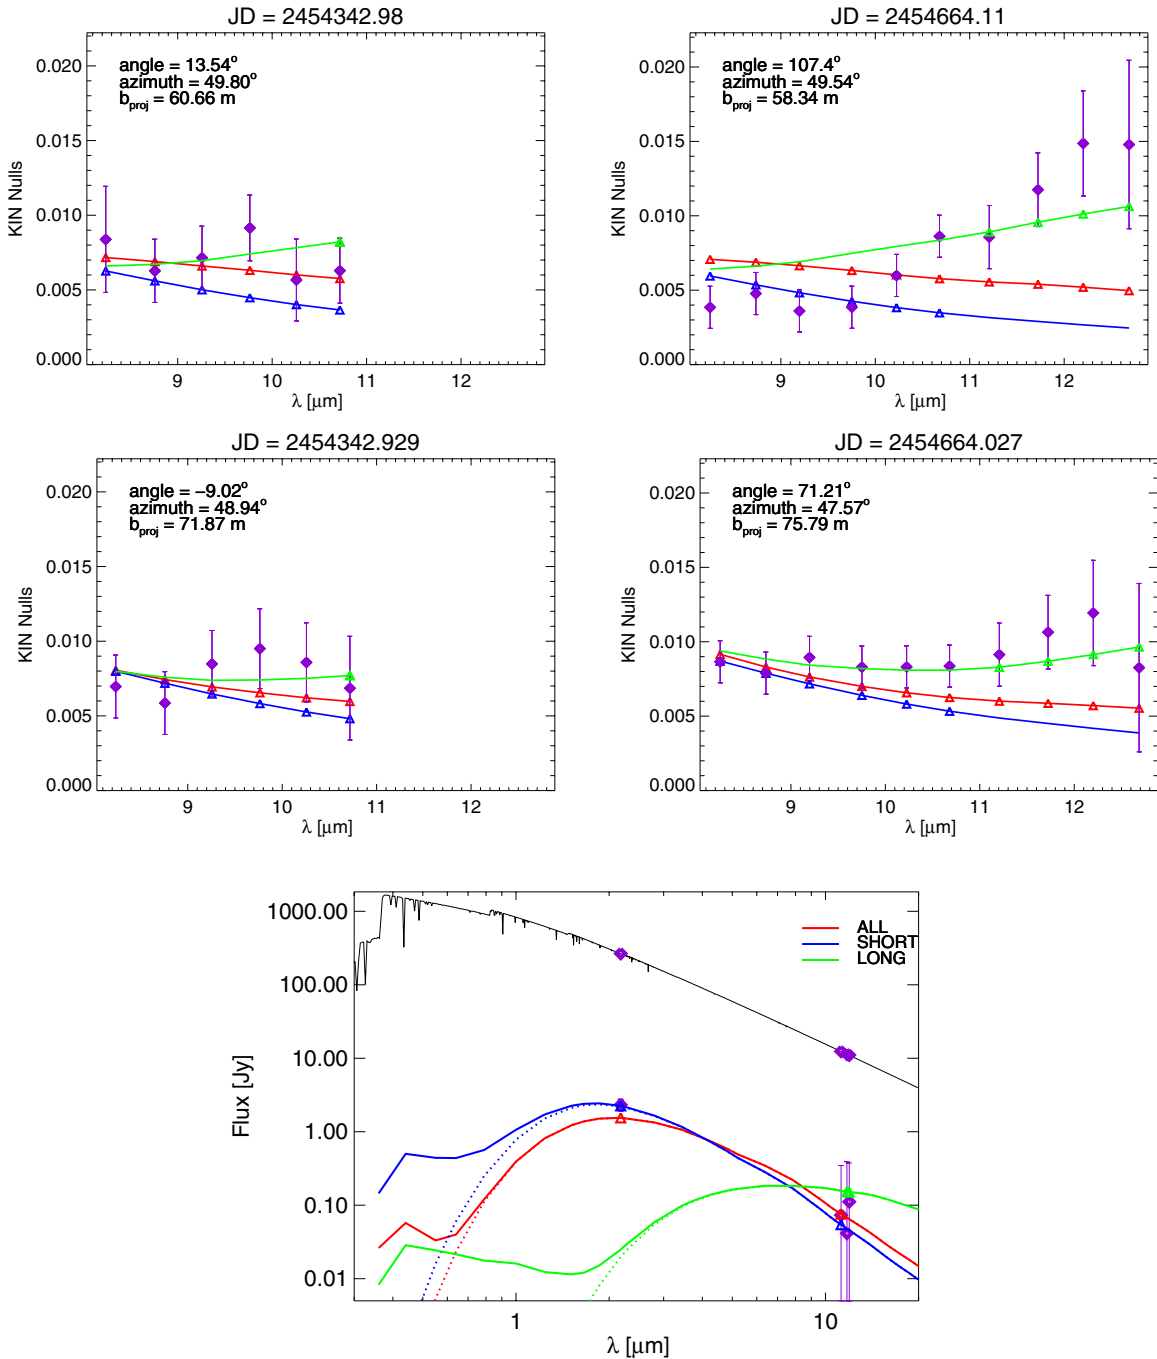 JD = 2454342.98
JD = 2454664.11
angle = 13.54°
azimuth = 49.80°
b_proj = 60.66 m
angle = 107.4°
azimuth = 49.54°
b_proj = 58.34 m
KIN Nulls
0.020
0.015
0.010
0.005
0.000
9 10 11 12
λ [μm]
KIN Nulls
0.020
0.015
0.010
0.005
0.000
9 10 11 12
λ [μm]
JD = 2454342.929
JD = 2454664.027
angle = −9.02°
azimuth = 48.94°
b_proj = 71.87 m
angle = 71.21°
azimuth = 47.57°
b_proj = 75.79 m
KIN Nulls
0.020
0.015
0.010
0.005
0.000
9 10 11 12
λ [μm]
KIN Nulls
0.020
0.015
0.010
0.005
0.000
9 10 11 12
λ [μm]
Flux [Jy]
1000.00
100.00
10.00
1.00
0.10
0.01
ALL
SHORT
LONG
1 10
λ [μm]